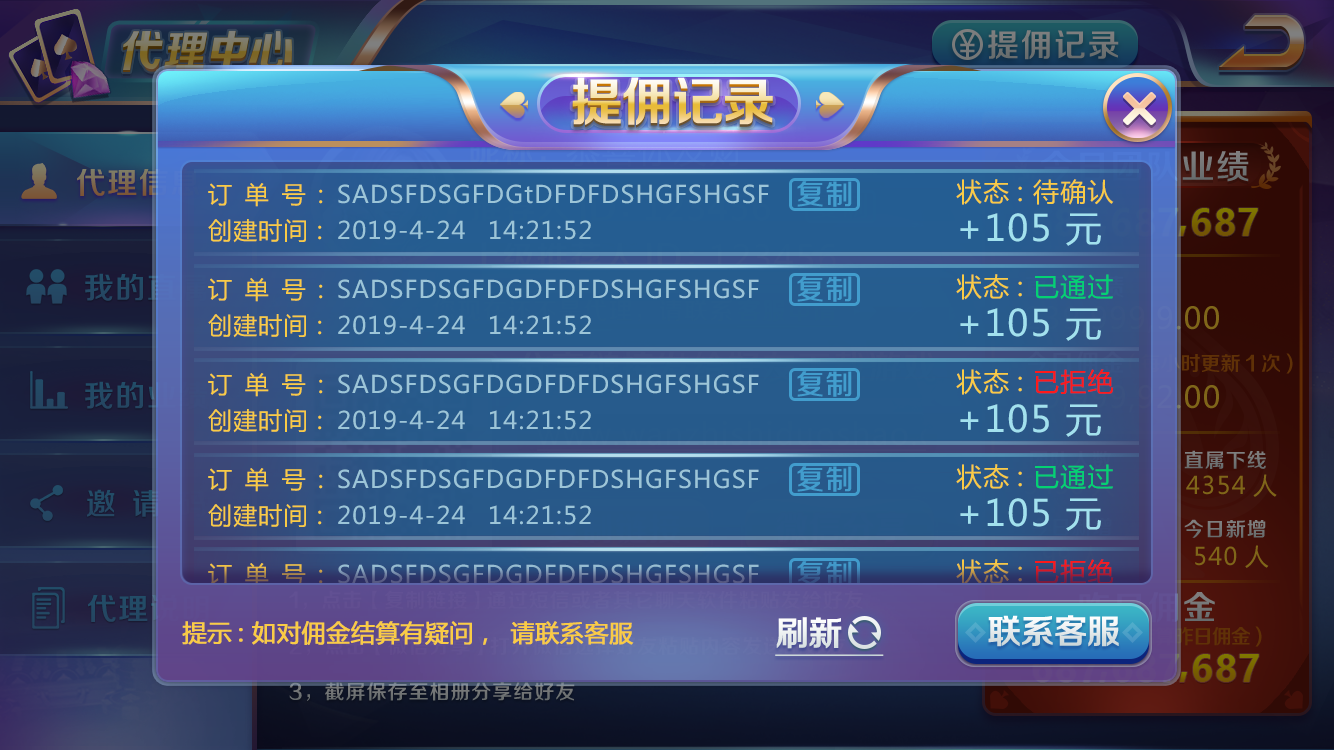 代理中心
提佣记录
提佣记录
订单号：SADSFDSGFDGtDFDFDSHGFSHGSF 复制 状态：待确认
创建时间：2019-4-24 14:21:52 +105 元
订单号：SADSFDSGFDGDFDFDSHGFSHGSF 复制 状态：已通过
创建时间：2019-4-24 14:21:52 +105 元
订单号：SADSFDSGFDGDFDFDSHGFSHGSF 复制 状态：已拒绝
创建时间：2019-4-24 14:21:52 +105 元
订单号：SADSFDSGFDGDFDFDSHGFSHGSF 复制 状态：已通过
创建时间：2019-4-24 14:21:52 +105 元
订单号：SADSFDSGFDGDFDFDSHGFSHGSF 复制 状态：已拒绝
提示：如对佣金结算有疑问，请联系客服
刷新
联系客服
代理信
我的直
我的业
邀请
代理
业绩
,687
.00
时更新1次）
.00
直属下线
4354 人
今日新增
540 人
金
昨日佣金）
,687
3，截屏保存至相册分享给好友